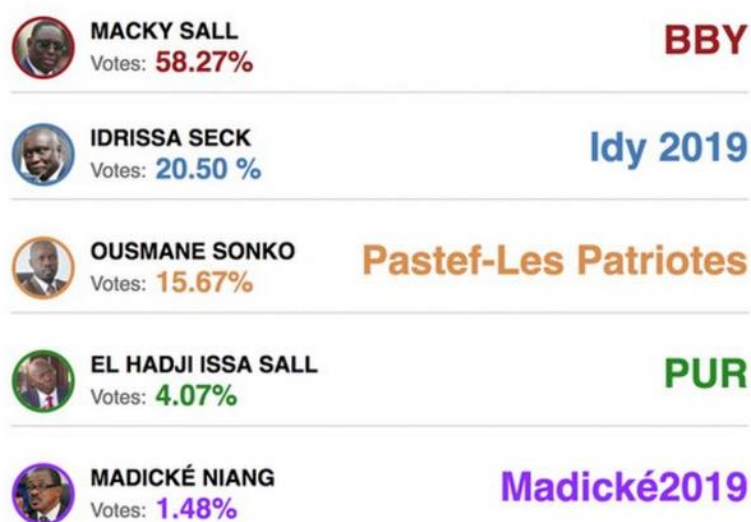 MACKY SALL
BBY
Votes: 58.27%
IDRISSA SECK
Idy 2019
Votes: 20.50 %
OUSMANE SONKO
Pastef-Les Patriotes
Votes: 15.67%
EL HADJI ISSA SALL
PUR
Votes: 4.07%
MADICKÉ NIANG
Madické2019
Votes: 1.48%